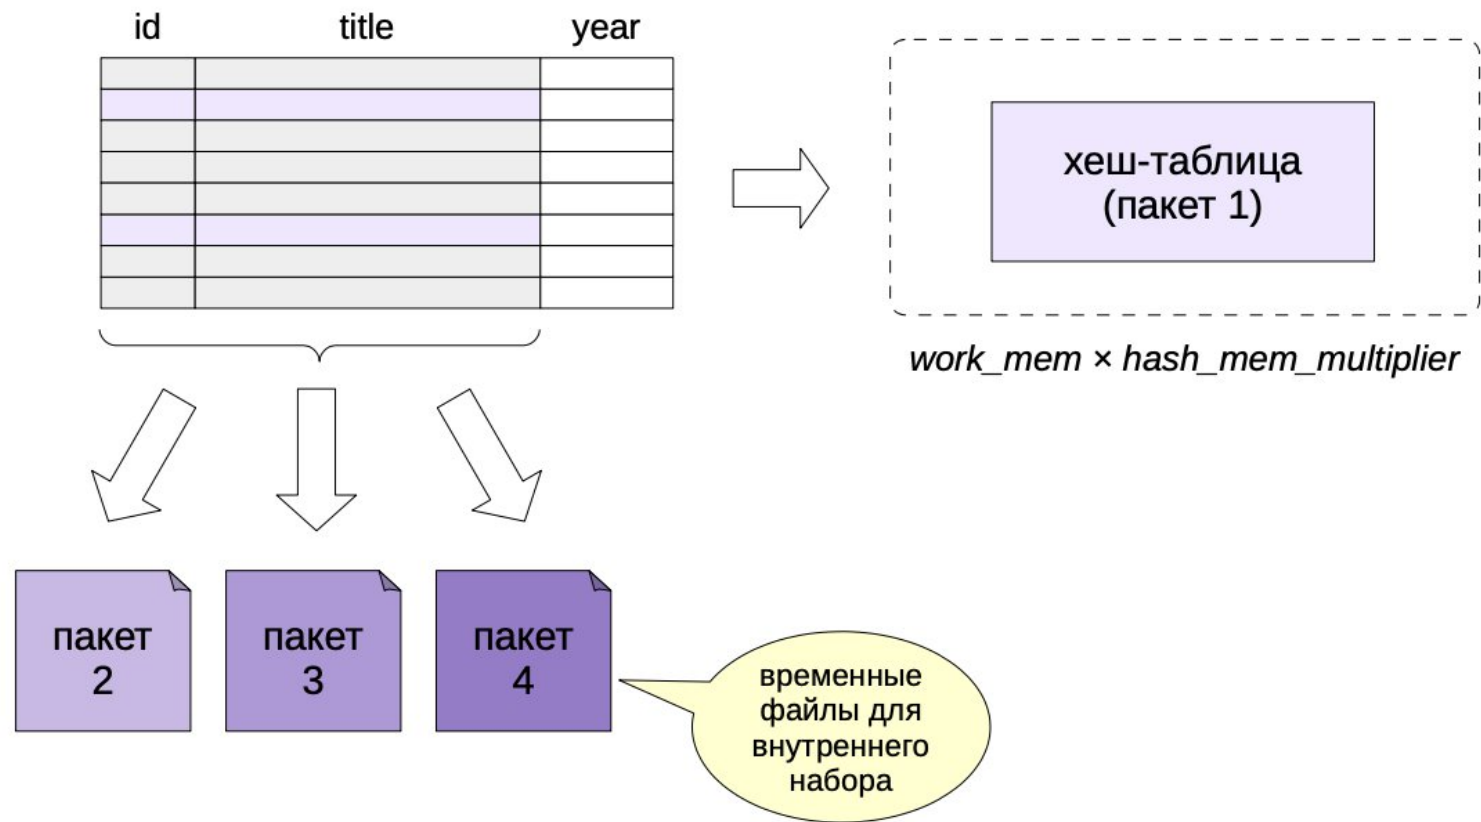 id title year
хеш-таблица
(пакет 1)
work_mem × hash_mem_multiplier
пакет
2
пакет
3
пакет
4
временные
файлы для
внутреннего
набора